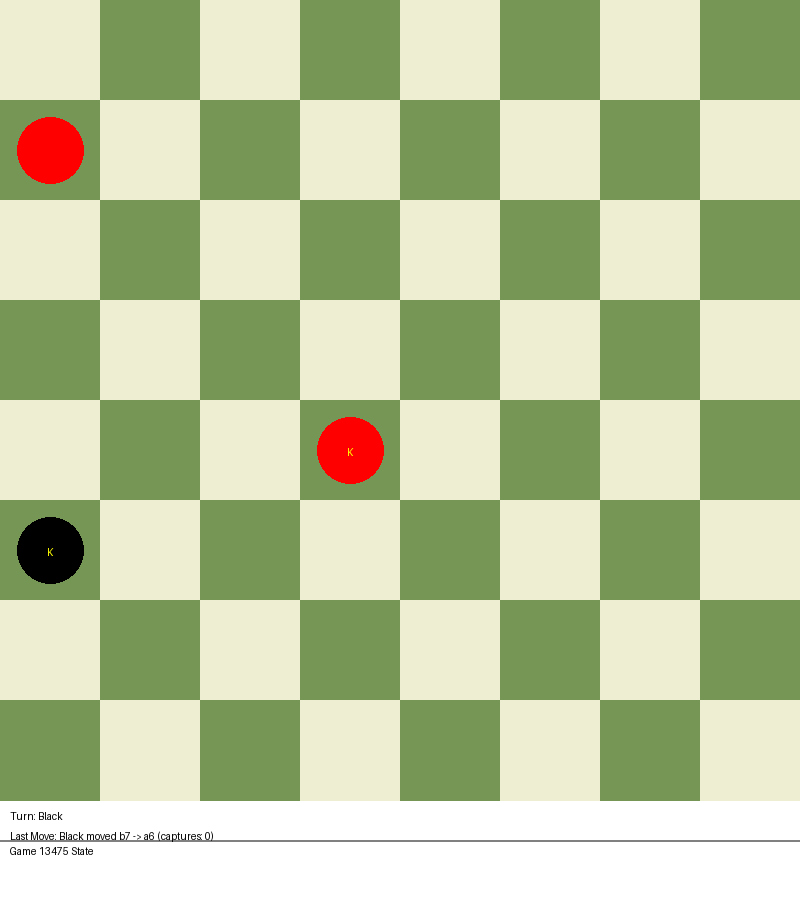 K
K
Turn: Black
Last Move: Black moved b7 -> a6 (captures: 0)
Game 13475 State